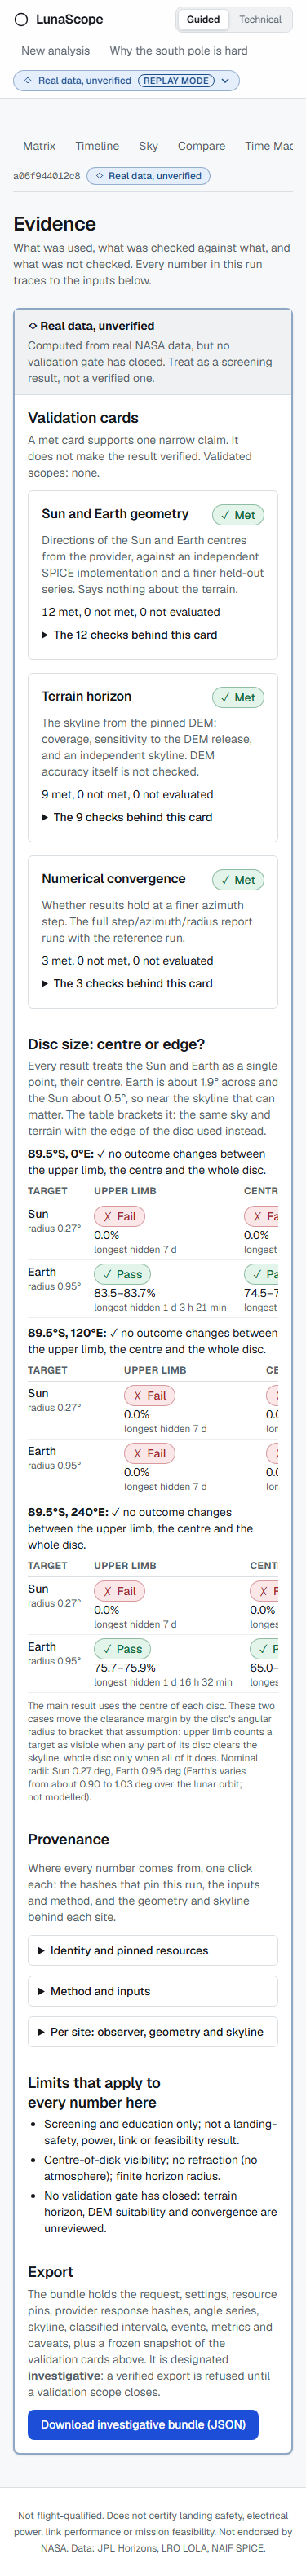 LunaScope
Guided
Technical
New analysis
Why the south pole is hard
Real data, unverified
REPLAY MODE
Matrix
Timeline
Sky
Compare
Time Mac
a06f944012c8
Real data, unverified
Evidence
What was used, what was checked against what, and
what was not checked. Every number in this run
traces to the inputs below.
Real data, unverified
Computed from real NASA data, but no
validation gate has closed. Treat as a screening
result, not a verified one.
Validation cards
A met card supports one narrow claim. It
does not make the result verified. Validated
scopes: none.
Sun and Earth geometry
✓ Met
Directions of the Sun and Earth centres
from the provider, against an independent
SPICE implementation and a finer held-out
series. Says nothing about the terrain.
12 met, 0 not met, 0 not evaluated
▶ The 12 checks behind this card
Terrain horizon
✓ Met
The skyline from the pinned DEM:
coverage, sensitivity to the DEM release,
and an independent skyline. DEM
accuracy itself is not checked.
9 met, 0 not met, 0 not evaluated
▶ The 9 checks behind this card
Numerical convergence
✓ Met
Whether results hold at a finer azimuth
step. The full step/azimuth/radius report
runs with the reference run.
3 met, 0 not met, 0 not evaluated
▶ The 3 checks behind this card
Disc size: centre or edge?
Every result treats the Sun and Earth as a single
point, their centre. Earth is about 1.9° across and
the Sun about 0.5°, so near the skyline that can
matter. The table brackets it: the same sky and
terrain with the edge of the disc used instead.
89.5°S, 0°E: ✓ no outcome changes between
the upper limb, the centre and the whole disc.
TARGET UPPER LIMB CENTR
Sun
radius 0.27°
✗ Fail
0.0%
longest hidden 7 d
✗ Fa
0.0%
longest
Earth
radius 0.95°
✓ Pass
83.5–83.7%
longest hidden 1 d 3 h 21 min
✓ Pa
74.5–7
longest
89.5°S, 120°E: ✓ no outcome changes between
the upper limb, the centre and the whole disc.
TARGET UPPER LIMB CE
Sun
radius 0.27°
✗ Fail
0.0%
longest hidden 7 d
0.
lor
Earth
radius 0.95°
✗ Fail
0.0%
longest hidden 7 d
0.
lor
89.5°S, 240°E: ✓ no outcome changes
between the upper limb, the centre and the
whole disc.
TARGET UPPER LIMB CENT
Sun
radius 0.27°
✗ Fail
0.0%
longest hidden 7 d
✗ F
0.0%
longes
Earth
radius 0.95°
✓ Pass
75.7–75.9%
longest hidden 1 d 16 h 32 min
✓ P
65.0–
longes
The main result uses the centre of each disc. These two
cases move the clearance margin by the disc's angular
radius to bracket that assumption: upper limb counts a
target as visible when any part of its disc clears the
skyline, whole disc only when all of it does. Nominal
radii: Sun 0.27 deg, Earth 0.95 deg (Earth's varies
from about 0.90 to 1.03 deg over the lunar orbit;
not modelled).
Provenance
Where every number comes from, one click
each: the hashes that pin this run, the inputs
and method, and the geometry and skyline
behind each site.
▶ Identity and pinned resources
▶ Method and inputs
▶ Per site: observer, geometry and skyline
Limits that apply to
every number here
• Screening and education only; not a landing-
safety, power, link or feasibility result.
• Centre-of-disk visibility; no refraction (no
atmosphere); finite horizon radius.
• No validation gate has closed: terrain
horizon, DEM suitability and convergence are
unreviewed.
Export
The bundle holds the request, settings, resource
pins, provider response hashes, angle series,
skyline, classified intervals, events, metrics and
caveats, plus a frozen snapshot of the
validation cards above. It is designated
investigative: a verified export is refused until
a validation scope closes.
Download investigative bundle (JSON)
Not flight-qualified. Does not certify landing safety, electrical
power, link performance or mission feasibility. Not endorsed by
NASA. Data: JPL Horizons, LRO LOLA, NAIF SPICE.